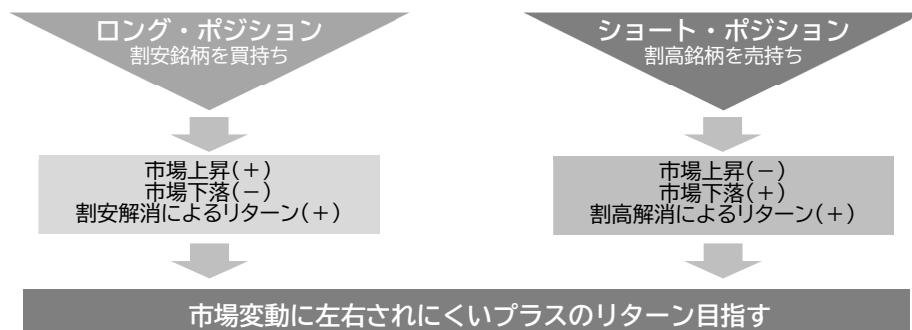 ロング・ポジション
割安銘柄を買持ち
市場上昇(+)
市場下落(-)
割安解消によるリターン(+)
ショート・ポジション
割高銘柄を売持ち
市場上昇(-)
市場下落(+)
割高解消によるリターン(+)
市場変動に左右されにくいプラスのリターン目指す